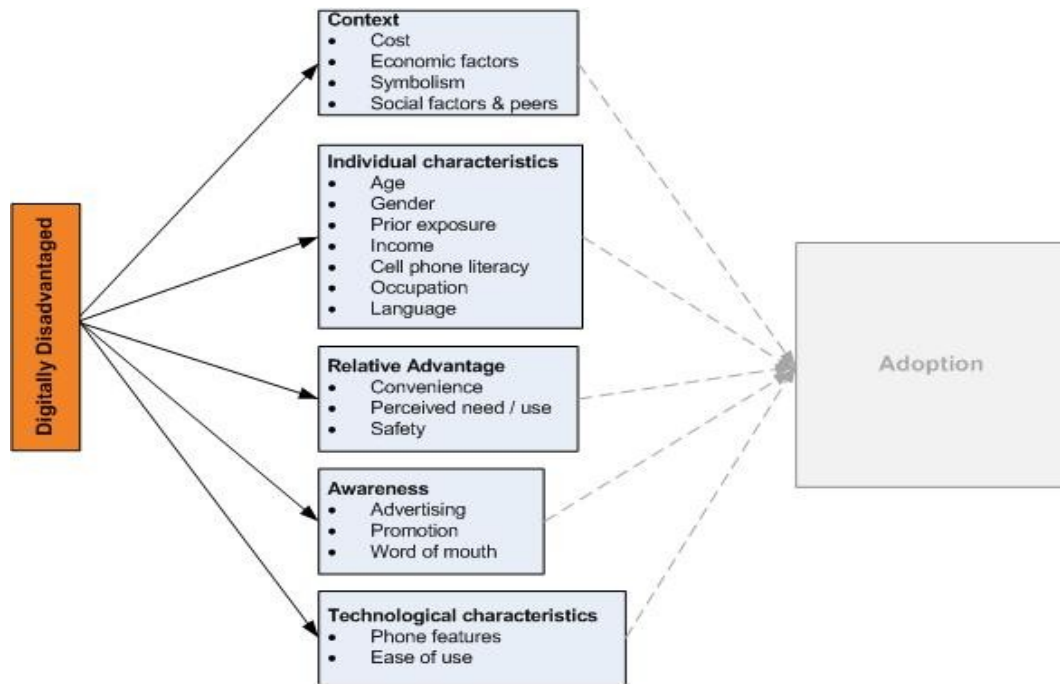 Digitally Disadvantaged
Context
• Cost
• Economic factors
• Symbolism
• Social factors & peers
Individual characteristics
• Age
• Gender
• Prior exposure
• Income
• Cell phone literacy
• Occupation
• Language
Relative Advantage
• Convenience
• Perceived need / use
• Safety
Awareness
• Advertising
• Promotion
• Word of mouth
Technological characteristics
• Phone features
• Ease of use
Adoption